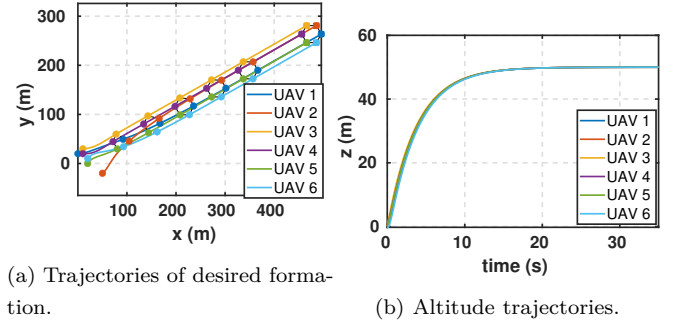 300
200
100
0
y (m)
100
200
300
400
x (m)
UAV 1
UAV 2
UAV 3
UAV 4
UAV 5
UAV 6
(a) Trajectories of desired forma-
tion.
60
40
20
0
z (m)
0
10
20
30
time (s)
UAV 1
UAV 2
UAV 3
UAV 4
UAV 5
UAV 6
(b) Altitude trajectories.